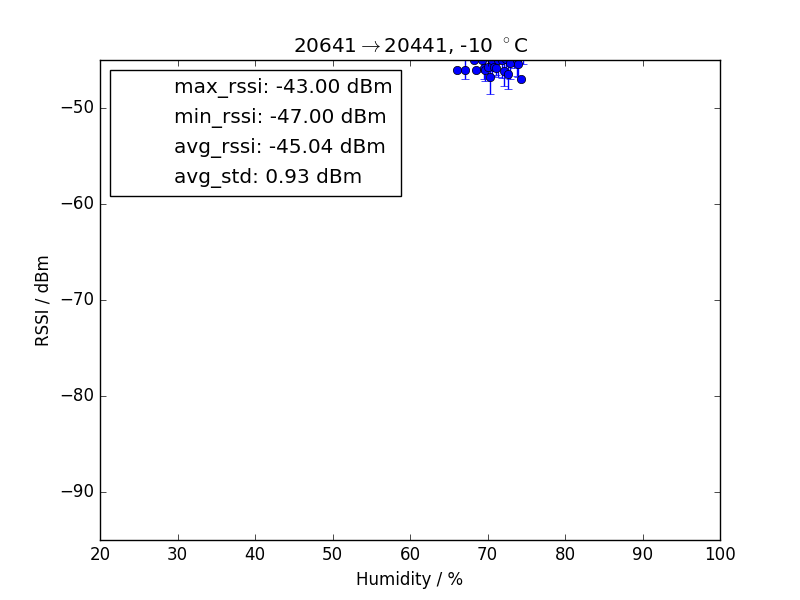 20641→20441, -10 °C
max_rssi: -43.00 dBm
min_rssi: -47.00 dBm
avg_rssi: -45.04 dBm
avg_std: 0.93 dBm
−50
−60
−70
−80
−90
RSSI / dBm
20 30 40 50 60 70 80 90 100
Humidity / %